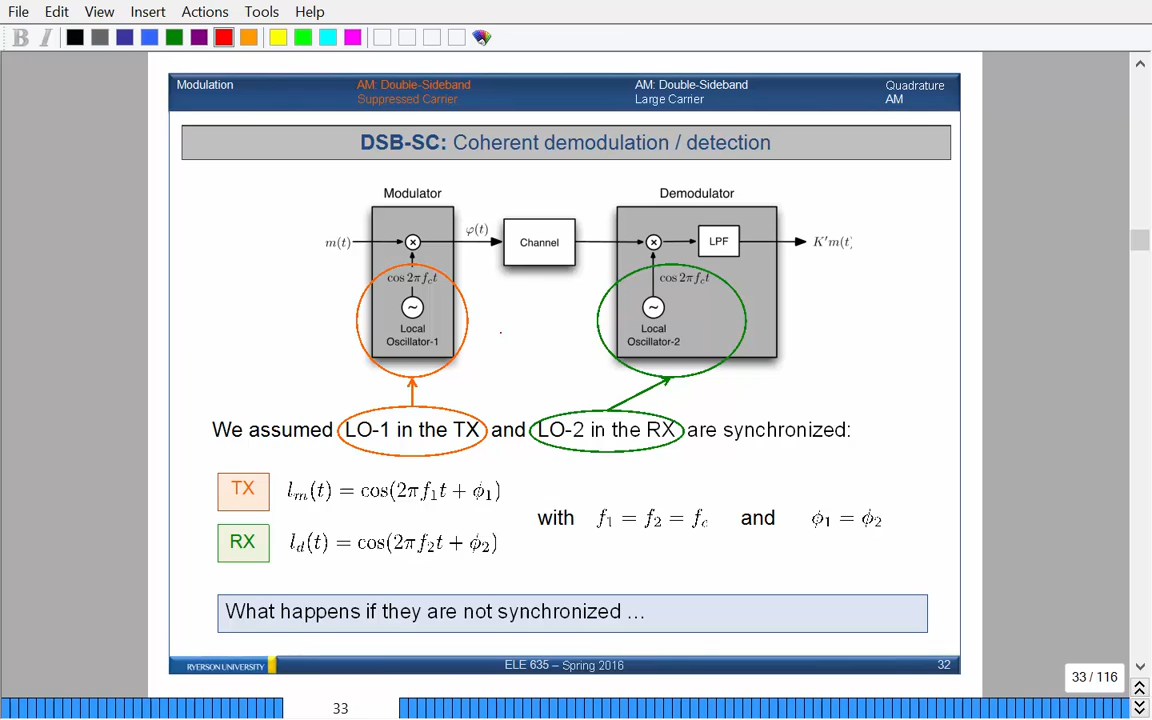 File Edit View Insert Actions Tools Help
B I
Modulation AM: Double-Sideband AM: Double-Sideband Quadrature
Suppressed Carrier Large Carrier AM
DSB-SC: Coherent demodulation / detection
Modulator Demodulator
m(t) × φ(t) Channel × LPF K'm(t)
cos 2πf_c t cos 2πf_c t
~ ~
Local Local
Oscillator-1 Oscillator-2
We assumed LO-1 in the TX and LO-2 in the RX are synchronized:
TX l_m(t) = cos(2πf_1t + ϕ_1)
with f_1 = f_2 = f_c and ϕ_1 = ϕ_2
RX l_d(t) = cos(2πf_2t + ϕ_2)
What happens if they are not synchronized …
RYERSON UNIVERSITY ELE 635 – Spring 2016 32
33 / 116
33